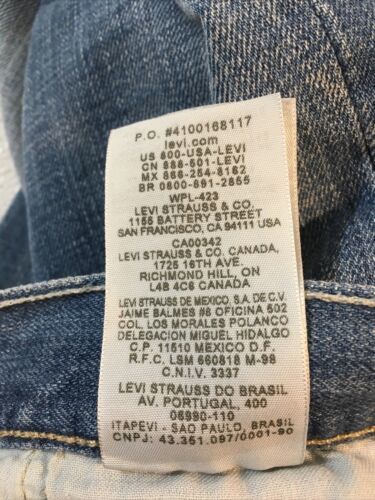 P.O. #4100168117
levi.com
US 800-USA-LEVI
CN 888-501-LEVI
MX 866-254-8182
BR 0800-891-2855
WPL-423
LEVI STRAUSS & CO.
1155 BATTERY STREET
SAN FRANCISCO, CA 94111 USA
CA00342
LEVI STRAUSS & CO. CANADA,
1725 16TH AVE.
RICHMOND HILL, ON
L4B 4C6 CANADA
LEVI STRAUSS DE MEXICO, S.A. DE C.V.
JAIME BALMES #8 OFICINA 502
COL. LOS MORALES POLANCO
DELEGACION MIGUEL HIDALGO
C.P. 11510 MEXICO D.F.
R.F.C. LSM 660818 M-98
C.N.I.V. 3337
LEVI STRAUSS DO BRASIL
AV. PORTUGAL, 400
06690-110
ITAPEVI - SAO PAULO, BRASIL
CNPJ: 43.351.097/0001-90